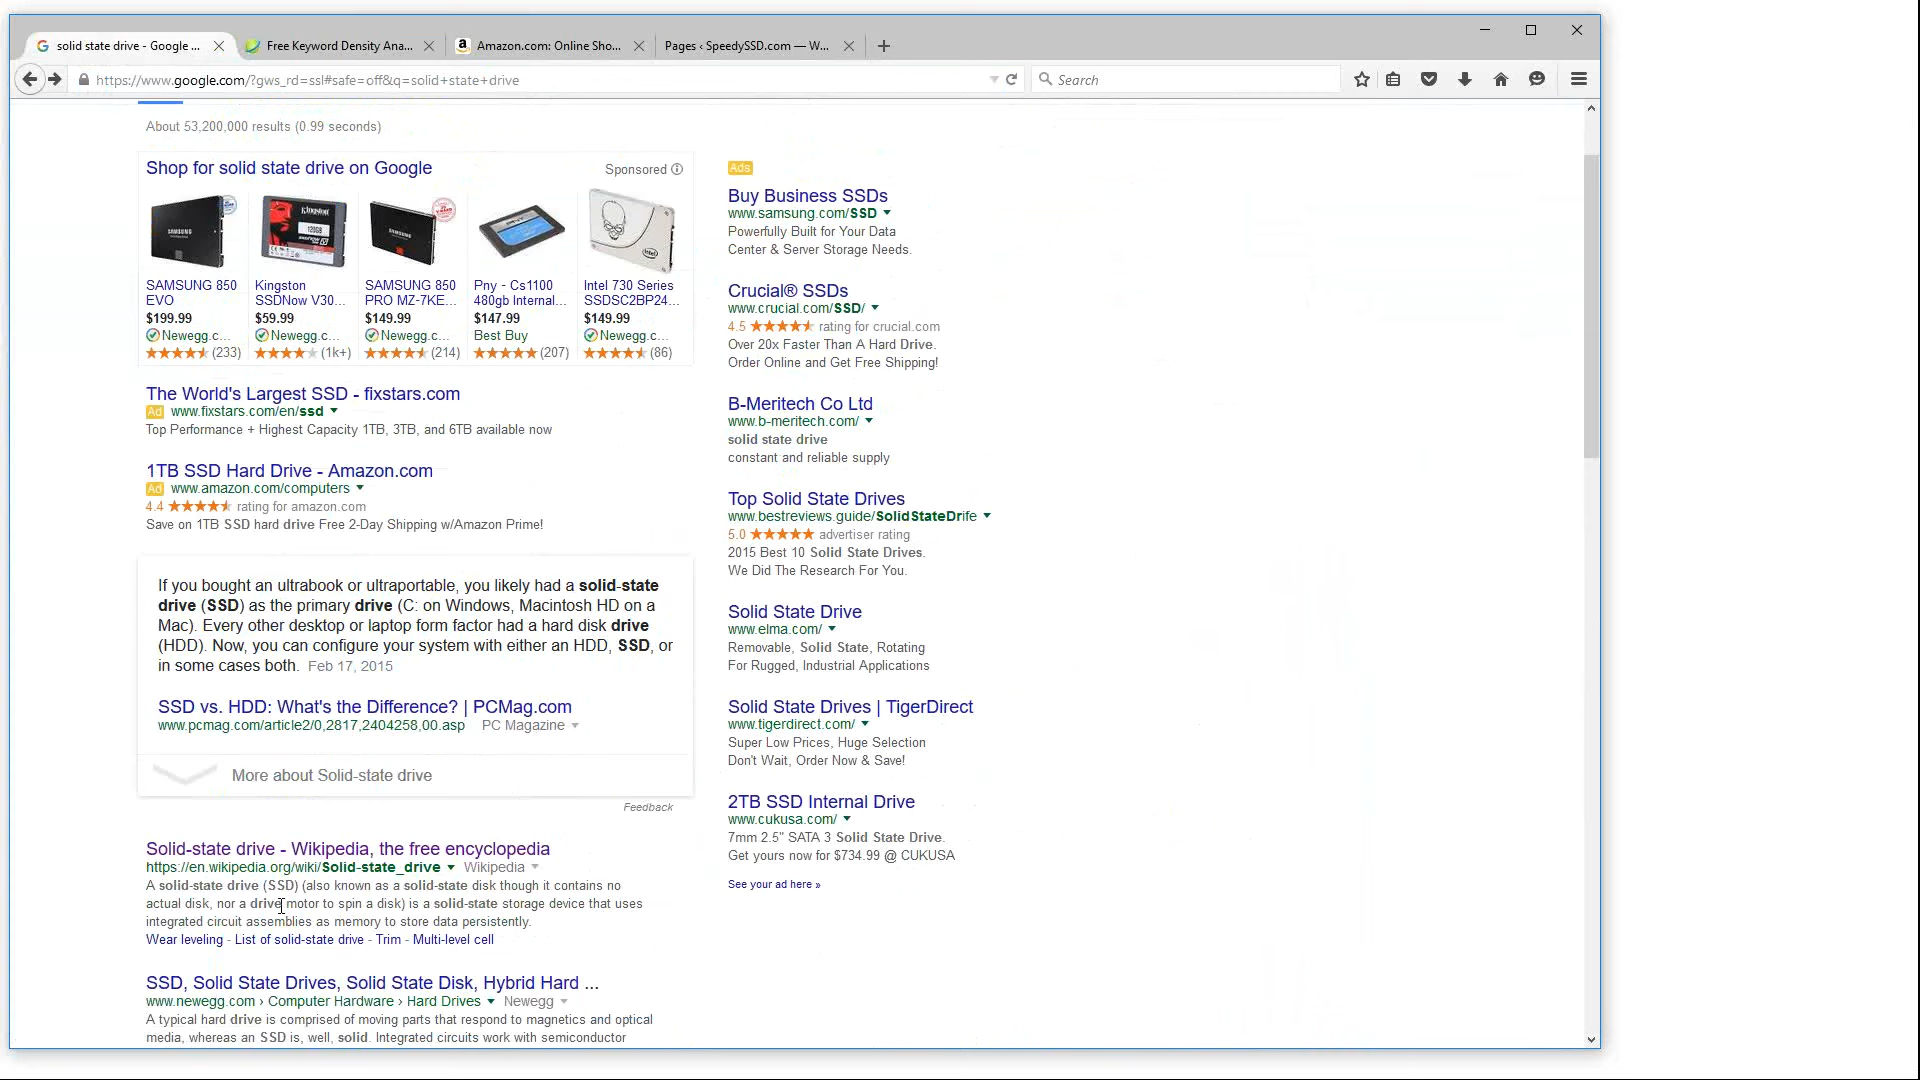 solid state drive - Google ...
Free Keyword Density Ana...
Amazon.com: Online Sho...
Pages ‹ SpeedySSD.com — W...
https://www.google.com/?gws_rd=ssl#safe=off&q=solid+state+drive
Search
About 53,200,000 results (0.99 seconds)
Shop for solid state drive on Google
Sponsored
SAMSUNG 850 EVO
$199.99
Newegg.c...
(233)
Kingston SSDNow V30...
$59.99
Newegg.c...
(1k+)
SAMSUNG 850 PRO MZ-7KE...
$149.99
Newegg.c...
(214)
Pny - Cs1100 480gb Internal...
$147.99
Best Buy
(207)
Intel 730 Series SSDSC2BP24...
$149.99
Newegg.c...
(86)
The World's Largest SSD - fixstars.com
Ad www.fixstars.com/en/ssd
Top Performance + Highest Capacity 1TB, 3TB, and 6TB available now
1TB SSD Hard Drive - Amazon.com
Ad www.amazon.com/computers
4.4 rating for amazon.com
Save on 1TB SSD hard drive Free 2-Day Shipping w/Amazon Prime!
If you bought an ultrabook or ultraportable, you likely had a solid-state
drive (SSD) as the primary drive (C: on Windows, Macintosh HD on a
Mac). Every other desktop or laptop form factor had a hard disk drive
(HDD). Now, you can configure your system with either an HDD, SSD, or
in some cases both. Feb 17, 2015
SSD vs. HDD: What's the Difference? | PCMag.com
www.pcmag.com/article2/0,2817,2404258,00.asp PC Magazine
More about Solid-state drive
Feedback
Solid-state drive - Wikipedia, the free encyclopedia
https://en.wikipedia.org/wiki/Solid-state_drive Wikipedia
A solid-state drive (SSD) (also known as a solid-state disk though it contains no
actual disk, nor a drive motor to spin a disk) is a solid-state storage device that uses
integrated circuit assemblies as memory to store data persistently.
Wear leveling - List of solid-state drive - Trim - Multi-level cell
SSD, Solid State Drives, Solid State Disk, Hybrid Hard ...
www.newegg.com › Computer Hardware › Hard Drives Newegg
A typical hard drive is comprised of moving parts that respond to magnetics and optical
media, whereas an SSD is, well, solid. Integrated circuits work with semiconductor
Ads
Buy Business SSDs
www.samsung.com/SSD
Powerfully Built for Your Data
Center & Server Storage Needs.
Crucial® SSDs
www.crucial.com/SSD/
4.5 rating for crucial.com
Over 20x Faster Than A Hard Drive.
Order Online and Get Free Shipping!
B-Meritech Co Ltd
www.b-meritech.com/
solid state drive
constant and reliable supply
Top Solid State Drives
www.bestreviews.guide/SolidStateDrife
5.0 advertiser rating
2015 Best 10 Solid State Drives.
We Did The Research For You.
Solid State Drive
www.elma.com/
Removable, Solid State, Rotating
For Rugged, Industrial Applications
Solid State Drives | TigerDirect
www.tigerdirect.com/
Super Low Prices, Huge Selection
Don't Wait, Order Now & Save!
2TB SSD Internal Drive
www.cukusa.com/
7mm 2.5" SATA 3 Solid State Drive.
Get yours now for $734.99 @ CUKUSA
See your ad here »